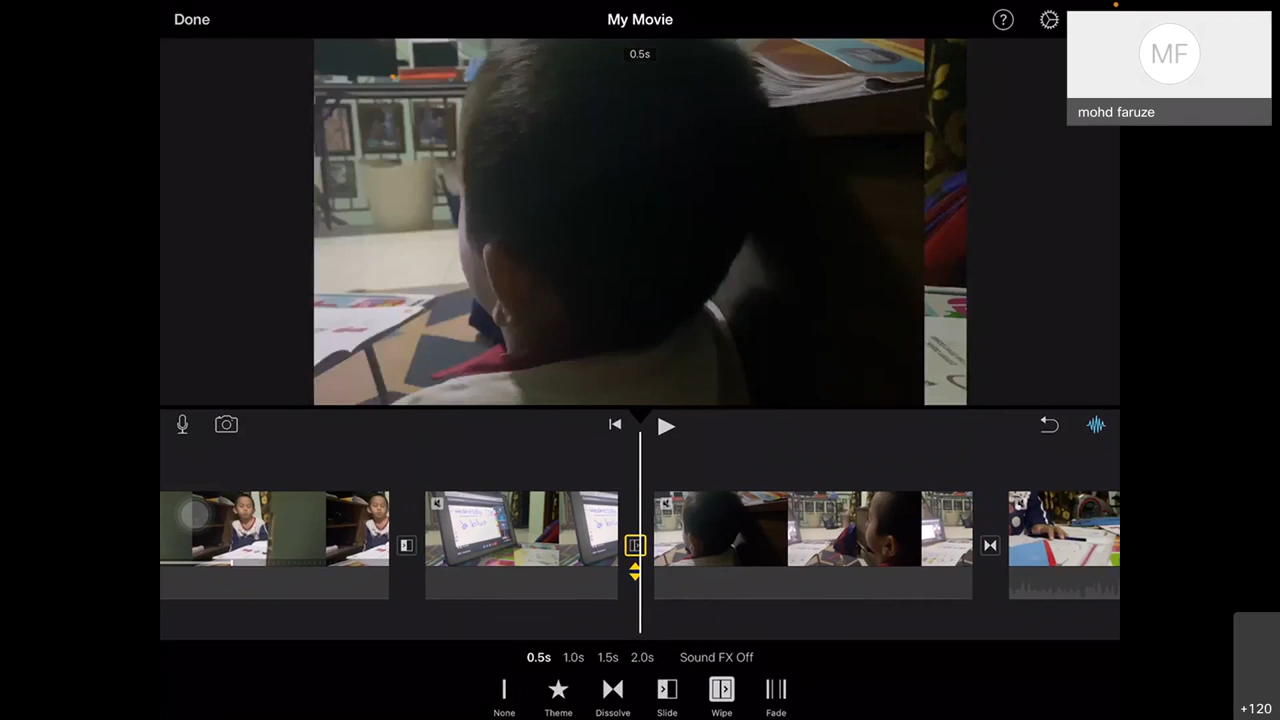 Done
My Movie
?
MF
mohd faruze
0.5s
0.5s 1.0s 1.5s 2.0s Sound FX Off
None Theme Dissolve Slide Wipe Fade
+120